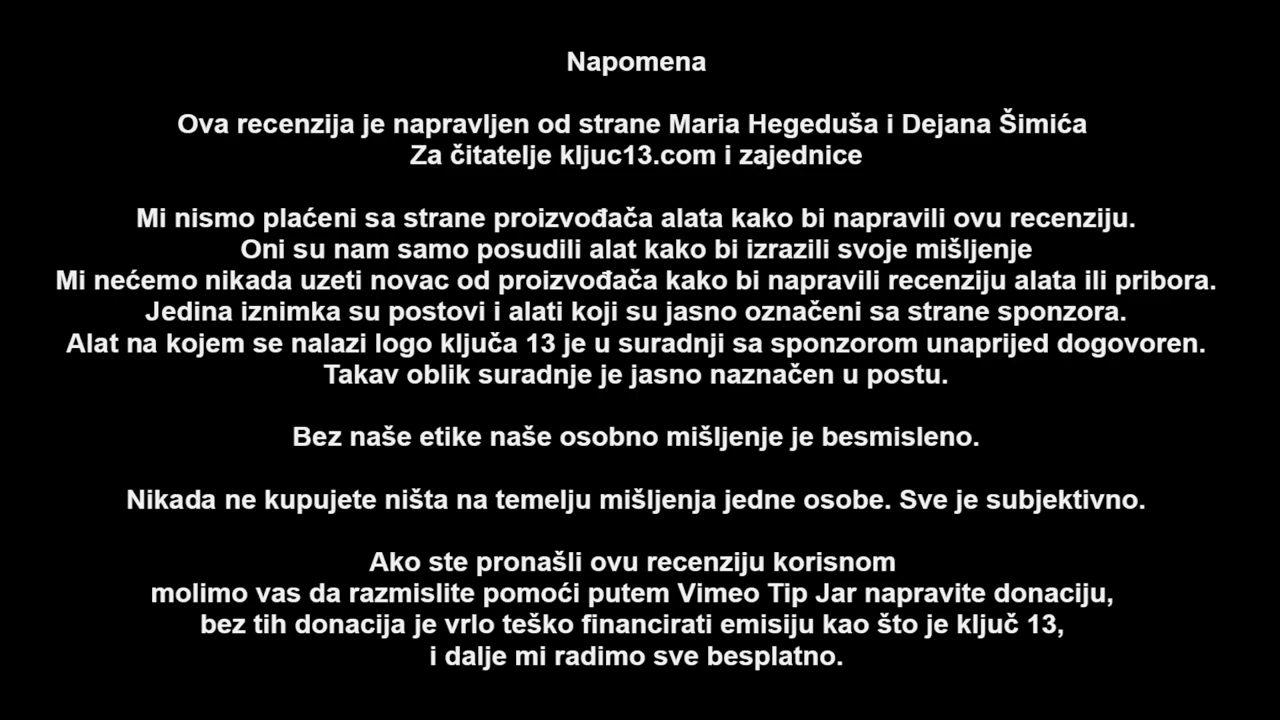 Napomena
Ova recenzija je napravljen od strane Maria Hegeduša i Dejana Šimića
Za čitatelje kljuc13.com i zajednice
Mi nismo plaćeni sa strane proizvođača alata kako bi napravili ovu recenziju.
Oni su nam samo posudili alat kako bi izrazili svoje mišljenje
Mi nećemo nikada uzeti novac od proizvođača kako bi napravili recenziju alata ili pribora.
Jedina iznimka su postovi i alati koji su jasno označeni sa strane sponzora.
Alat na kojem se nalazi logo ključa 13 je u suradnji sa sponzorom unaprijed dogovoren.
Takav oblik suradnje je jasno naznačen u postu.
Bez naše etike naše osobno mišljenje je besmisleno.
Nikada ne kupujete ništa na temelju mišljenja jedne osobe. Sve je subjektivno.
Ako ste pronašli ovu recenziju korisnom
molimo vas da razmislite pomoći putem Vimeo Tip Jar napravite donaciju,
bez tih donacija je vrlo teško financirati emisiju kao što je ključ 13,
i dalje mi radimo sve besplatno.